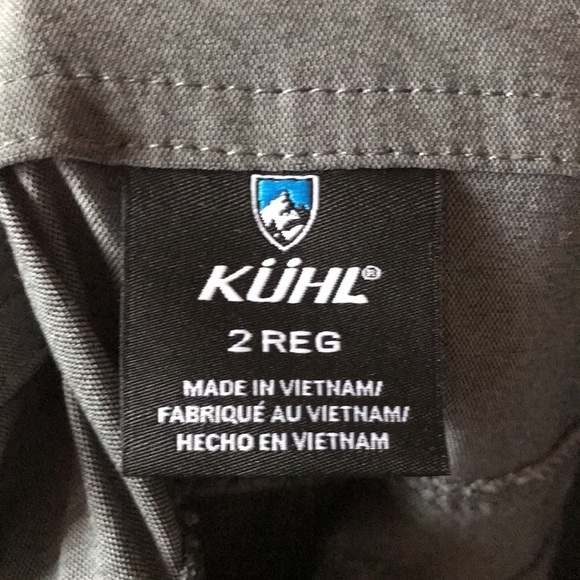 KÜHL®
2 REG
MADE IN VIETNAM/
FABRIQUÉ AU VIETNAM/
HECHO EN VIETNAM